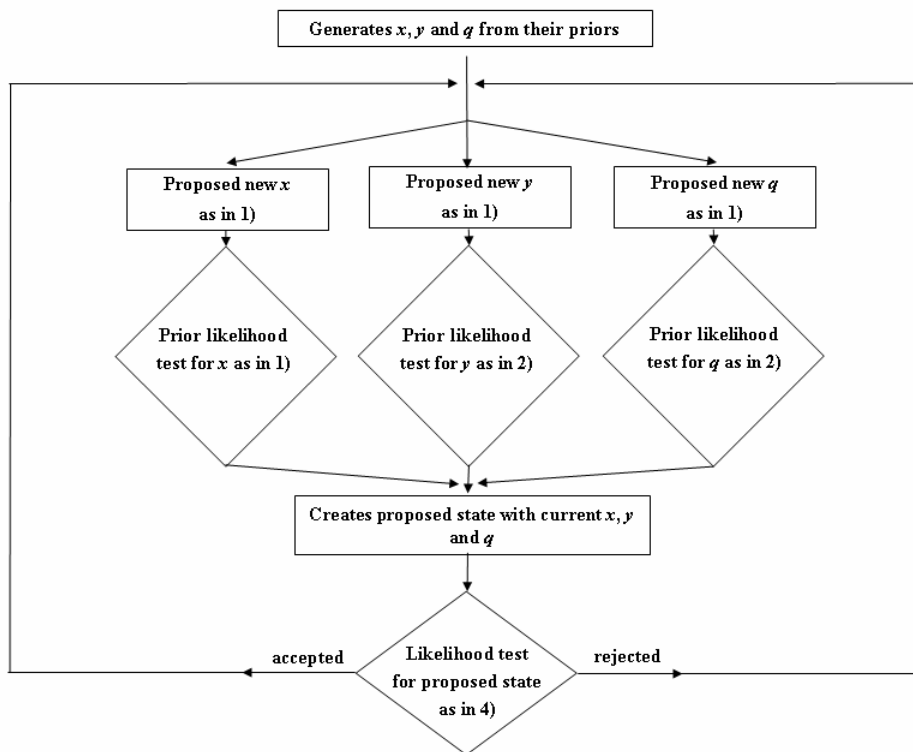 Generates x, y and q from their priors
Proposed new x
as in 1)
Proposed new y
as in 1)
Proposed new q
as in 1)
Prior likelihood
test for x as in 1)
Prior likelihood
test for y as in 2)
Prior likelihood
test for q as in 2)
Creates proposed state with current x, y
and q
accepted
Likelihood test
for proposed state
as in 4)
rejected